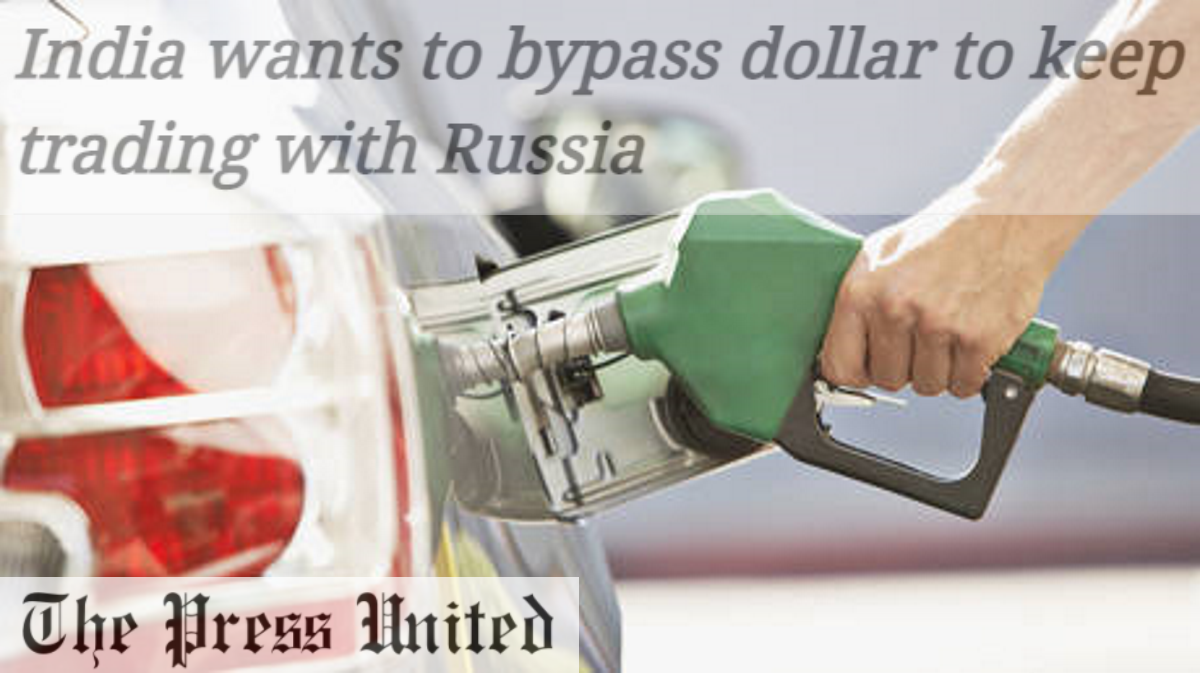 India wants to bypass dollar to keep
trading with Russia
The Press United